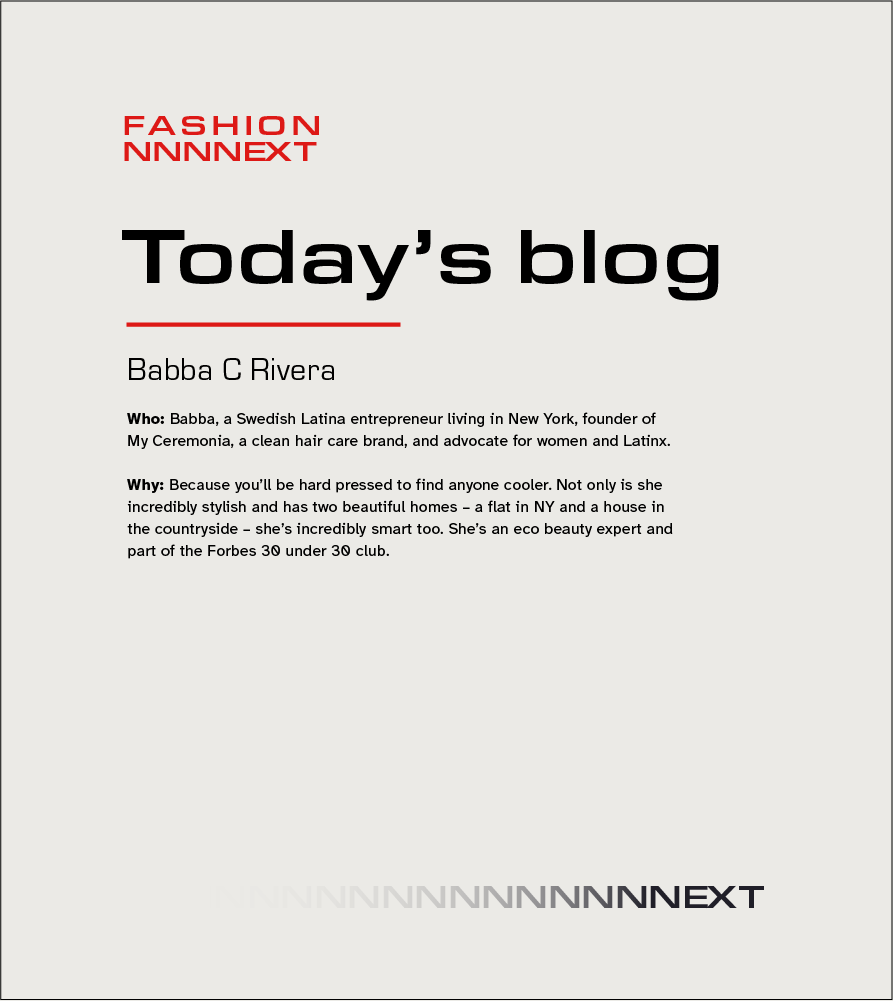 FASHION
NNNNEXT
Today’s blog
Babba C Rivera
Who: Babba, a Swedish Latina entrepreneur living in New York, founder of
My Ceremonia, a clean hair care brand, and advocate for women and Latinx.
Why: Because you’ll be hard pressed to find anyone cooler. Not only is she
incredibly stylish and has two beautiful homes – a flat in NY and a house in
the countryside – she’s incredibly smart too. She’s an eco beauty expert and
part of the Forbes 30 under 30 club.
NNNNNNNNNNNNNNEXT